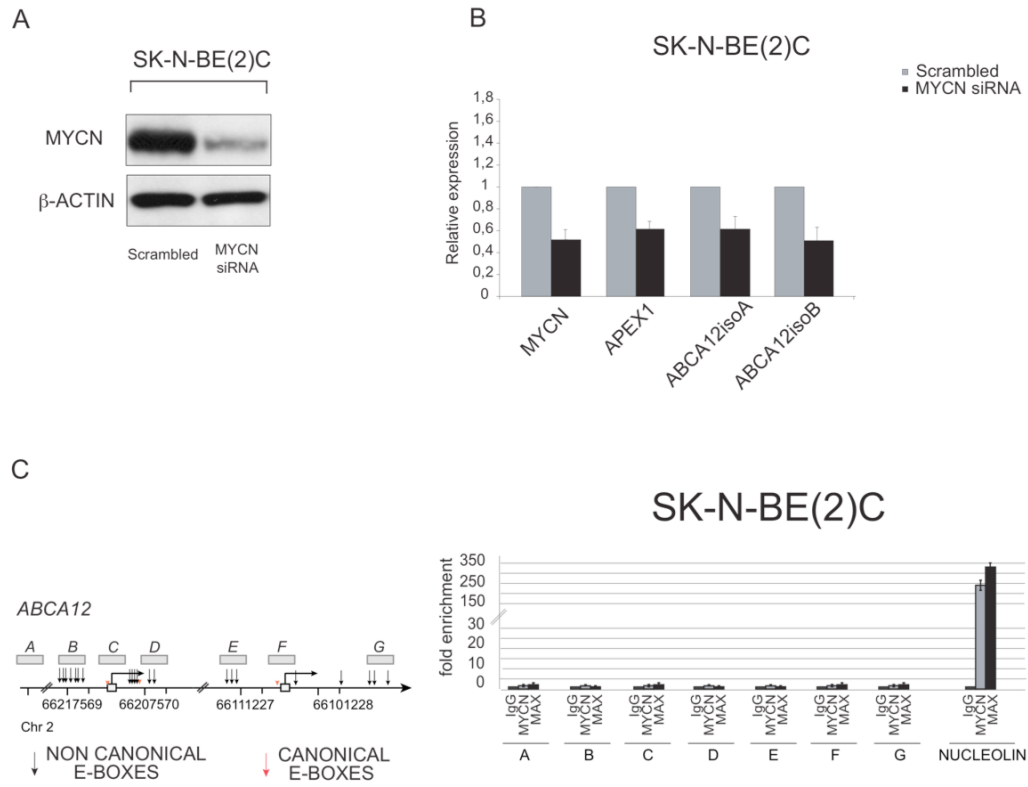 A
SK-N-BE(2)C
MYCN
β-ACTIN
Scrambled
MYCN
siRNA
B
SK-N-BE(2)C
Scrambled
MYCN siRNA
Relative expression
1,8
1,6
1,4
1,2
1
0,8
0,6
0,4
0,2
0
MYCN
APEX1
ABCA12isoA
ABCA12isoB
C
ABCA12
A B C D E F G
66217569 66207570 66111227 66101228
Chr 2
NON CANONICAL
E-BOXES
CANONICAL
E-BOXES
SK-N-BE(2)C
fold enrichment
350
250
150
30
20
10
0
IgG MYCN MAX IgG MYCN MAX IgG MYCN MAX IgG MYCN MAX IgG MYCN MAX IgG MYCN MAX IgG MYCN MAX IgG MYCN MAX
A B C D E F G NUCLEOLIN